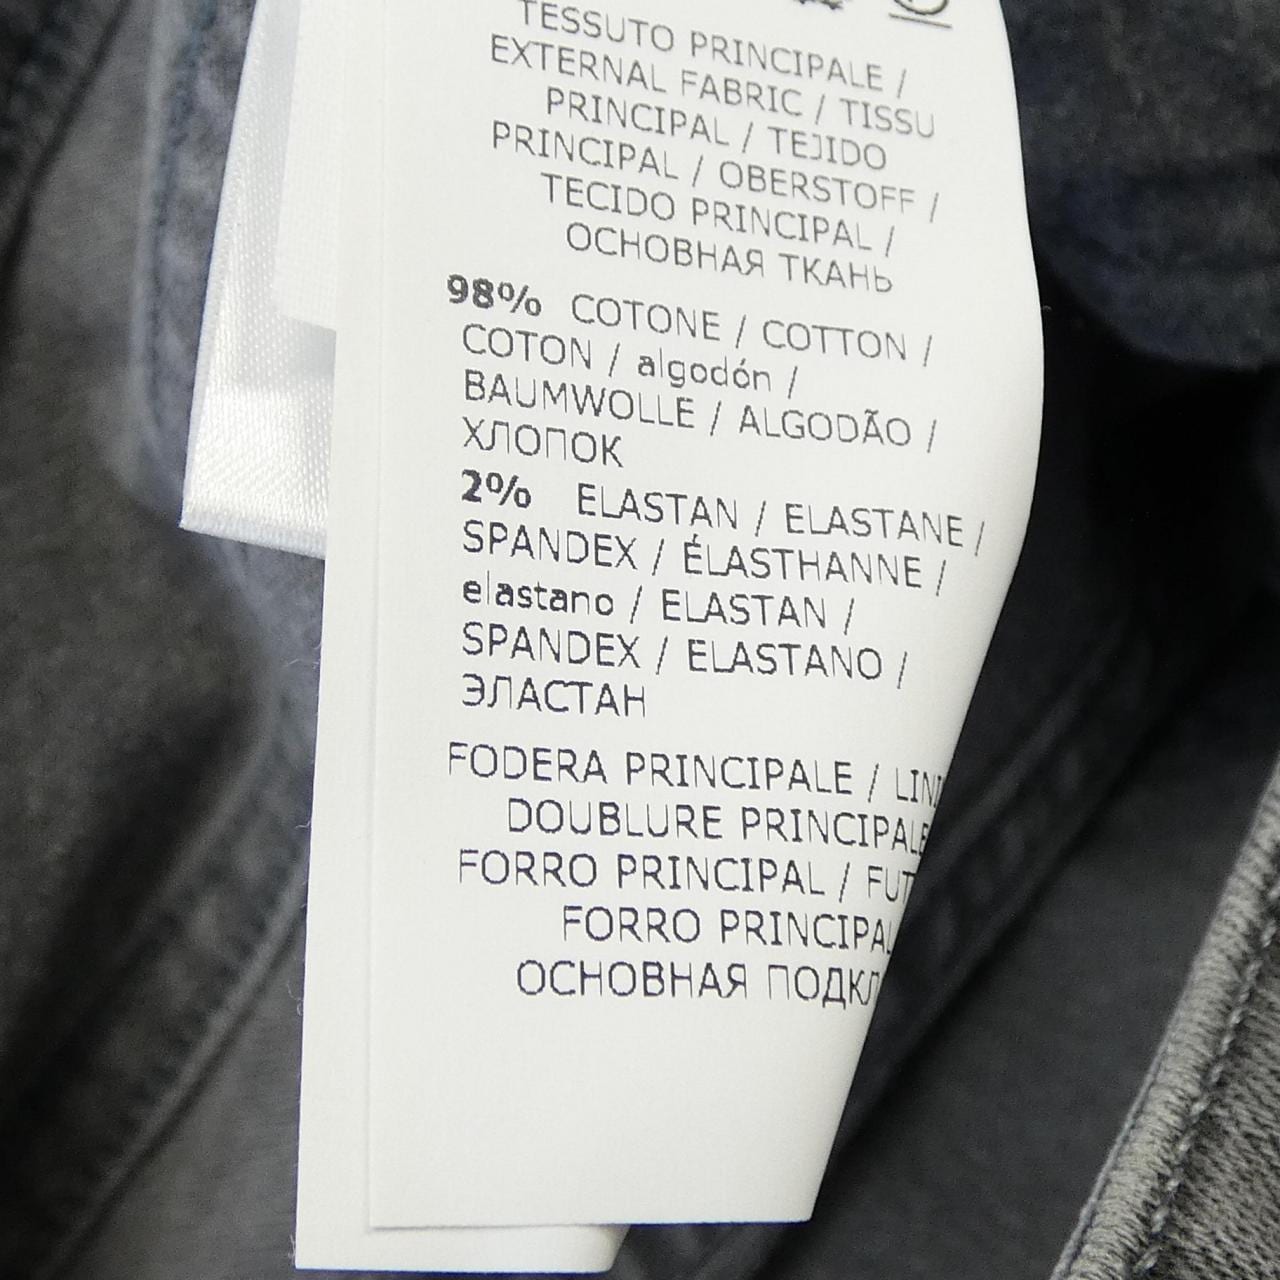 TESSUTO PRINCIPALE /
EXTERNAL FABRIC / TISSU
PRINCIPAL / TEJIDO
PRINCIPAL / OBERSTOFF /
TECIDO PRINCIPAL /
ОСНОВНАЯ ТКАНЬ
98% COTONE / COTTON /
COTON / algodón /
BAUMWOLLE / ALGODÃO /
ХЛОПОК
2% ELASTAN / ELASTANE /
SPANDEX / ÉLASTHANNE /
elastano / ELASTAN /
SPANDEX / ELASTANO /
ЭЛАСТАН
FODERA PRINCIPALE /
DOUBLURE PRINCIPALE
FORRO PRINCIPAL /
FORRO PRINCIPAL
ОСНОВНАЯ